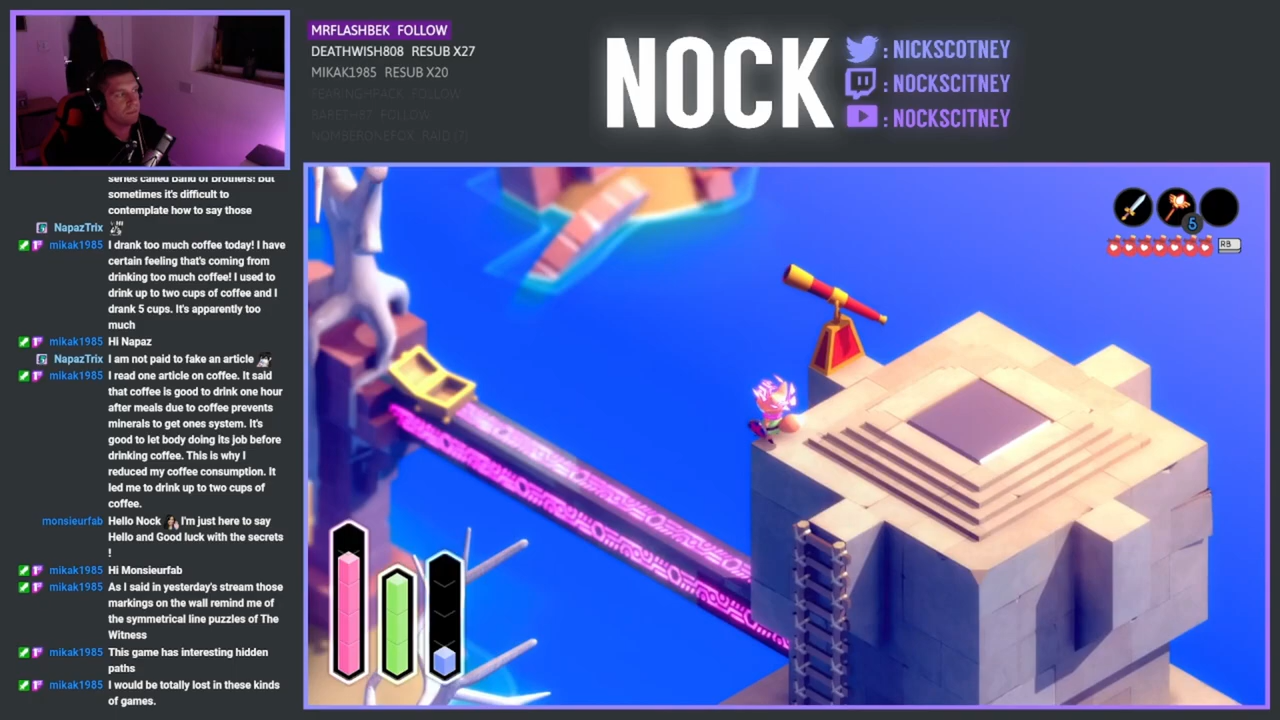 MRFLASHBEK FOLLOW
DEATHWISH808 RESUB X27
MIKAK1985 RESUB X20
NOMBERONEFOX RAID (7)
NOCK
: NICKSCOTNEY
: NOCKSCITNEY
: NOCKSCITNEY
series called Band of Brothers! But
sometimes it's difficult to
contemplate how to say those
NapazTrix
mikak1985 I drank too much coffee today! I have
certain feeling that's coming from
drinking too much coffee! I used to
drink up to two cups of coffee and I
drank 5 cups. It's apparently too
much
mikak1985 Hi Napaz
NapazTrix I am not paid to fake an article
mikak1985 I read one article on coffee. It said
that coffee is good to drink one hour
after meals due to coffee prevents
minerals to get ones system. It's
good to let body doing its job before
drinking coffee. This is why I
reduced my coffee consumption. It
led me to drink up to two cups of
coffee.
monsieurfab Hello Nock I'm just here to say
Hello and Good luck with the secrets
!
mikak1985 Hi Monsieurfab
mikak1985 As I said in yesterday's stream those
markings on the wall remind me of
the symmetrical line puzzles of The
Witness
mikak1985 This game has interesting hidden
paths
mikak1985 I would be totally lost in these kinds
of games.
5
RB